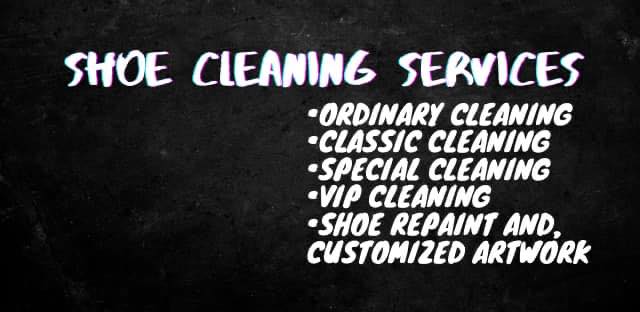 SHOE CLEANING SERVICES
•ORDINARY CLEANING
•CLASSIC CLEANING
•SPECIAL CLEANING
•VIP CLEANING
•SHOE REPAINT AND,
CUSTOMIZED ARTWORK